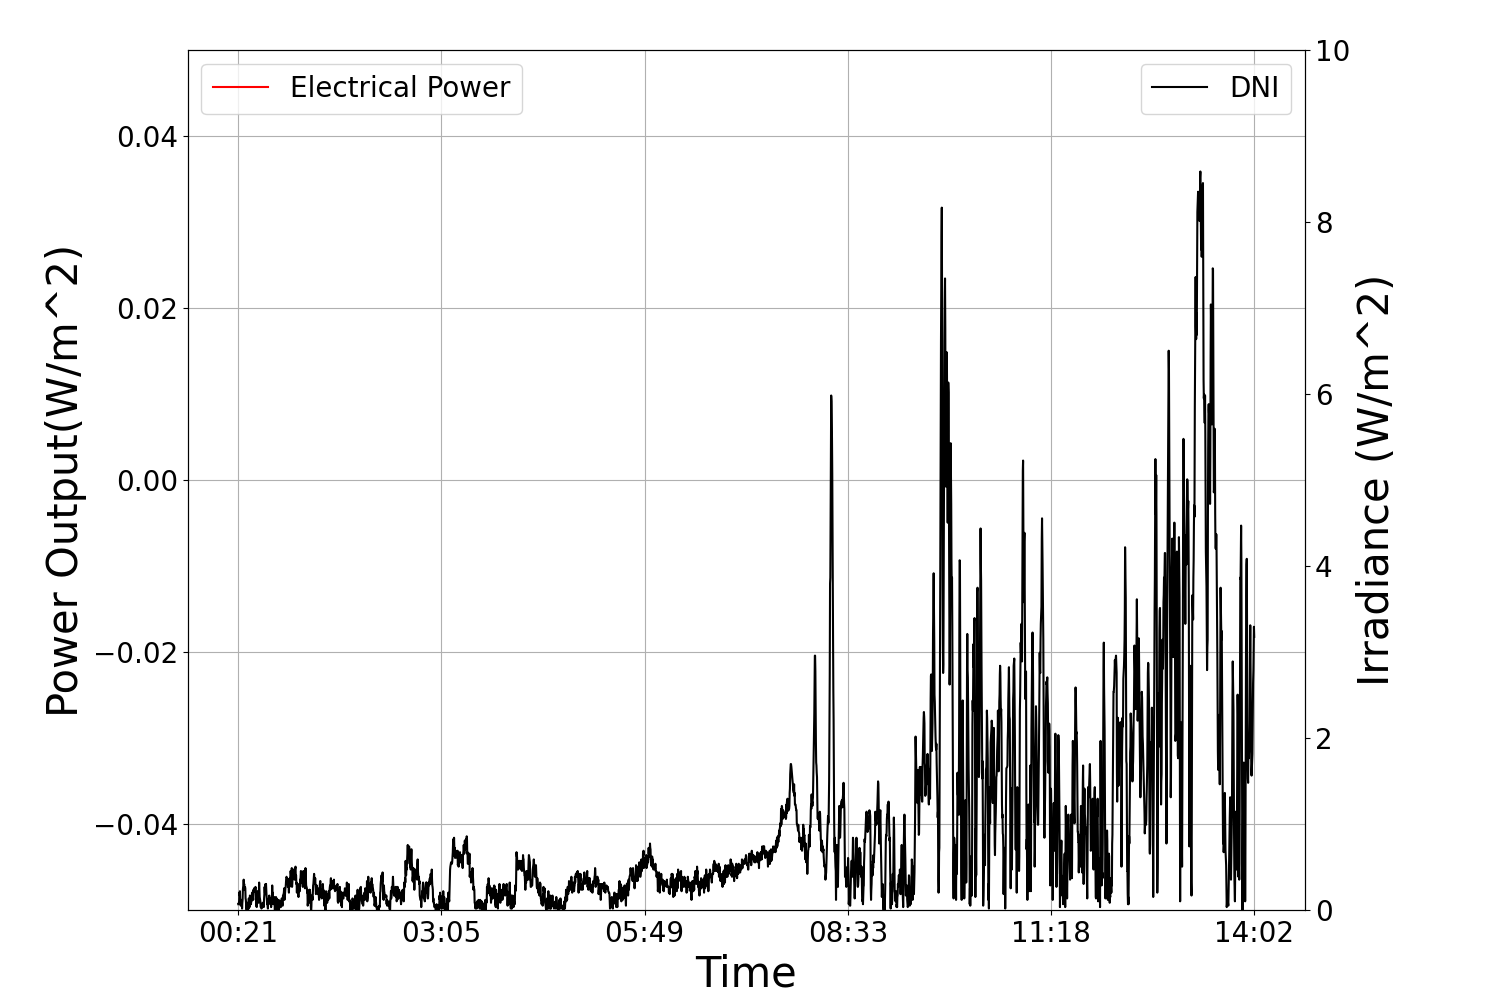 Electrical Power
DNI
Power Output(W/m^2)
0.04
0.02
0.00
−0.02
−0.04
10
8
6
4
2
0
Irradiance (W/m^2)
00:21 03:05 05:49 08:33 11:18 14:02
Time